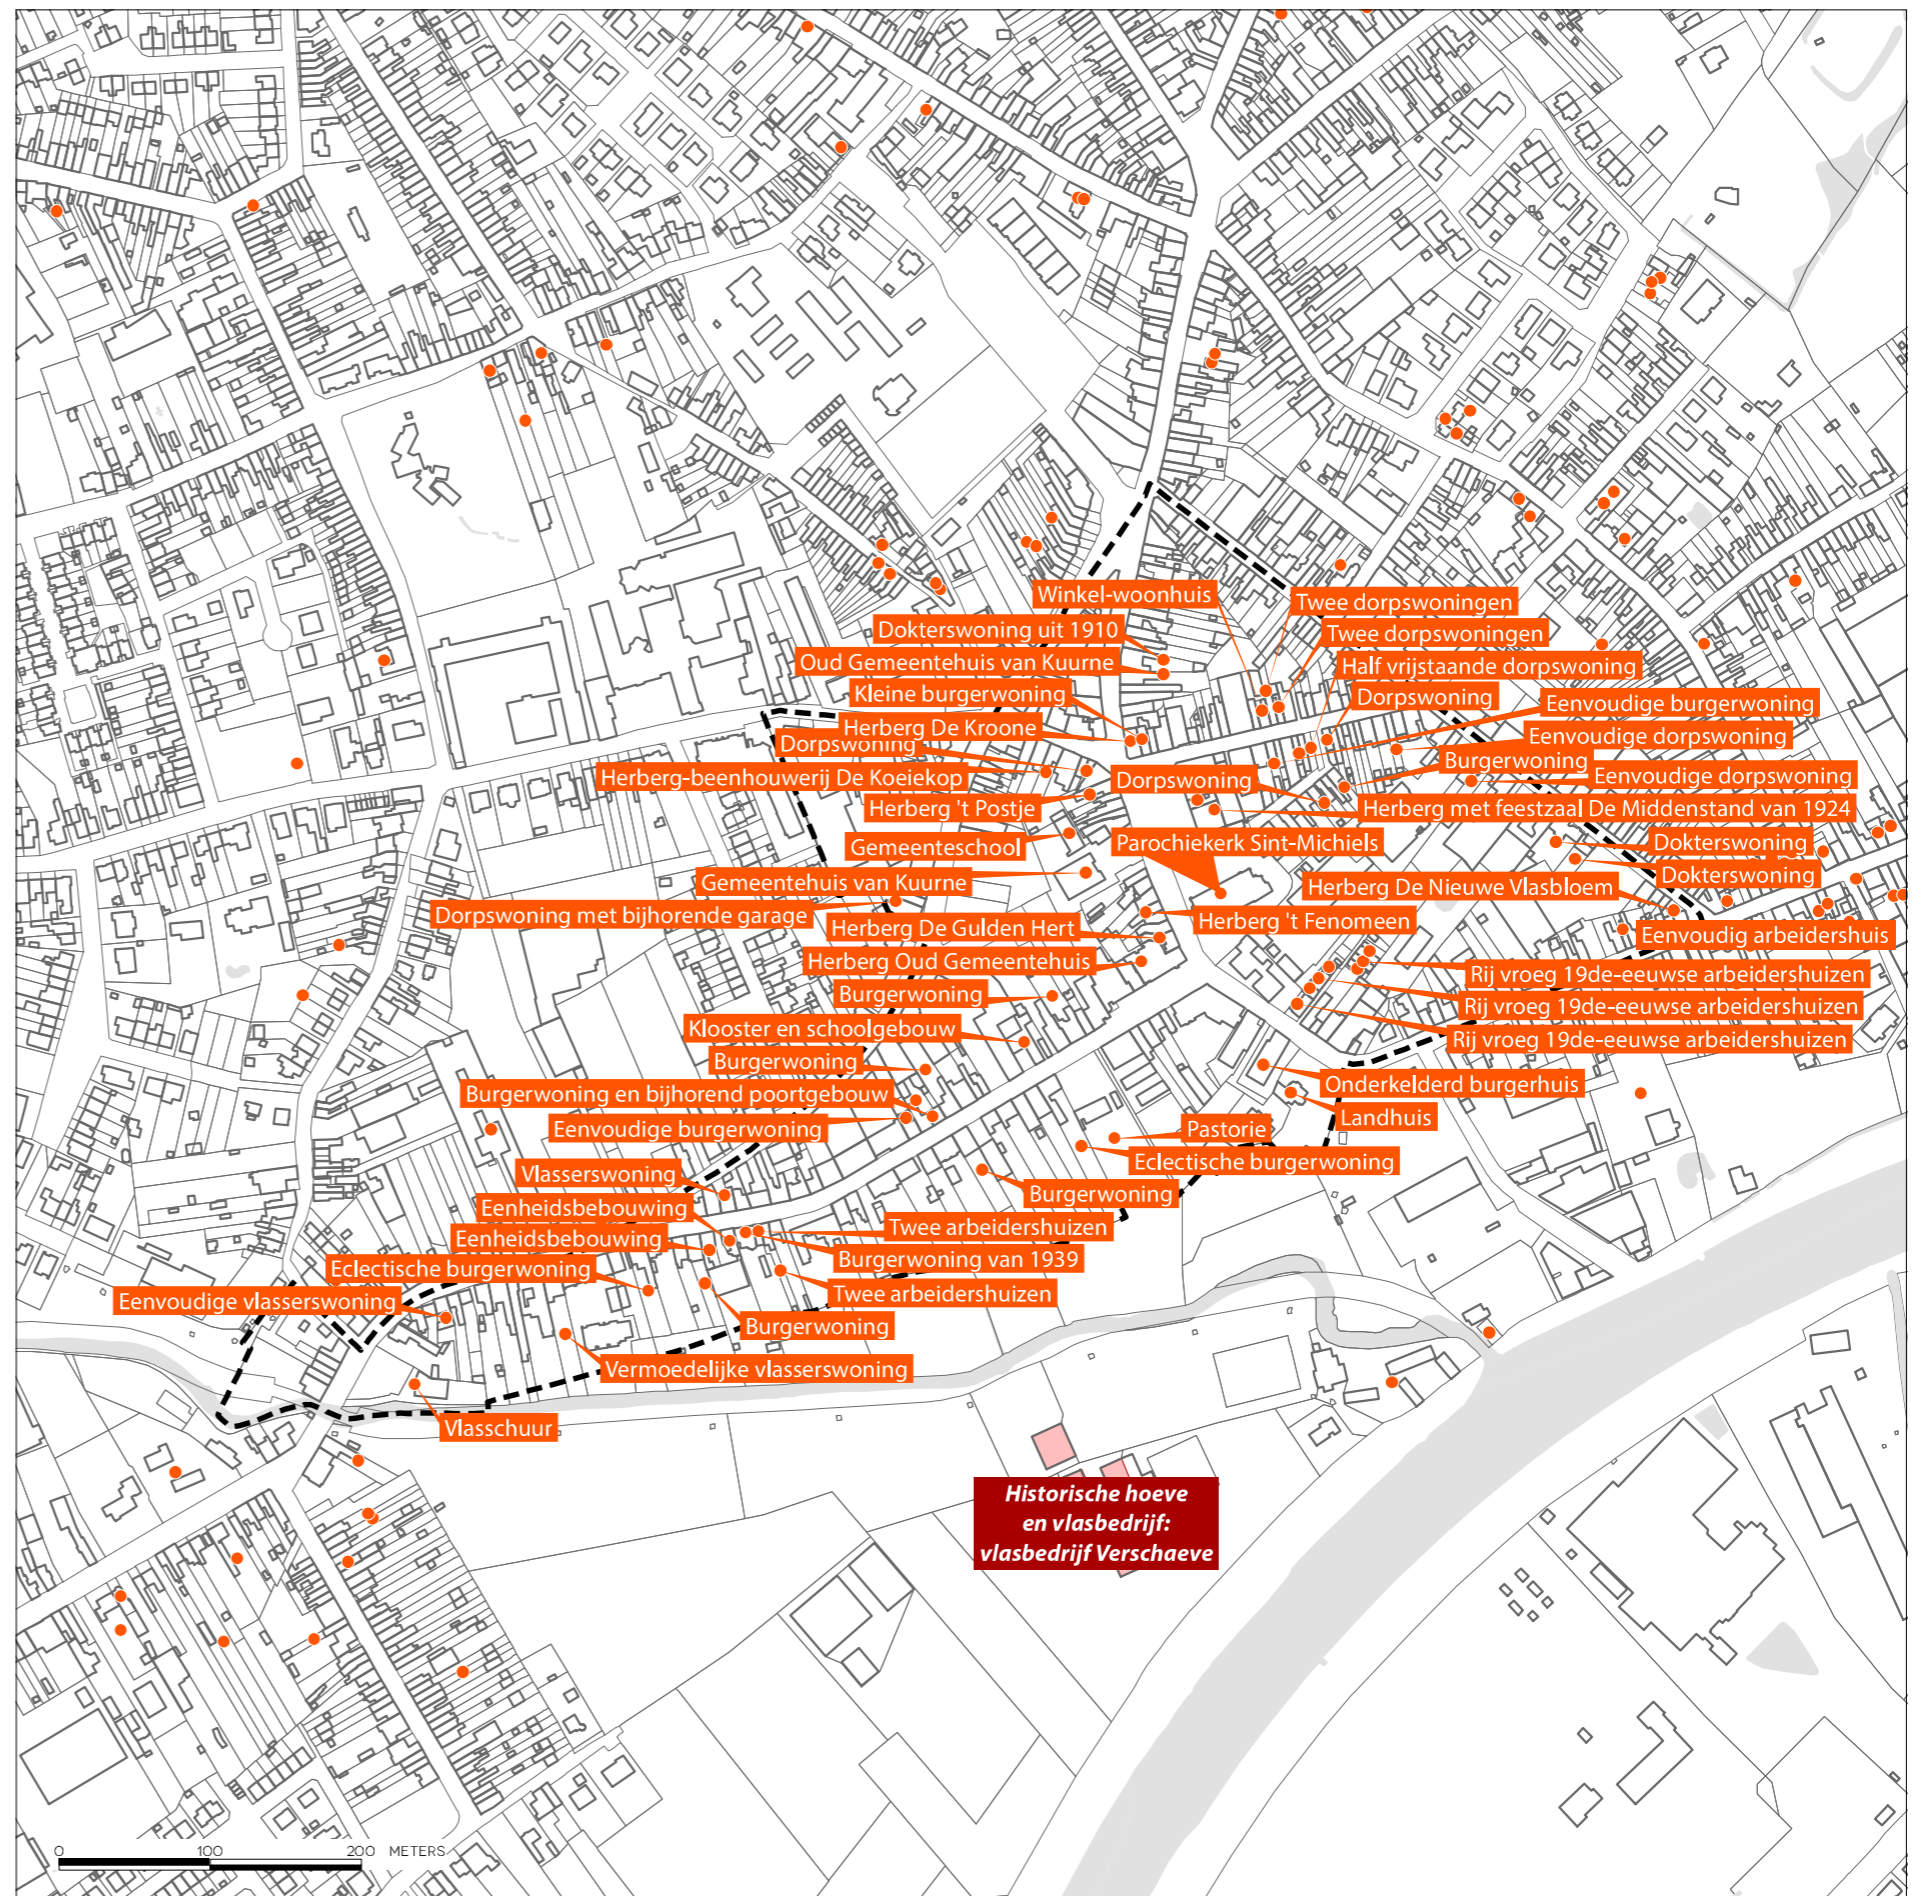 Winkel-woonhuis
Twee dorpswoningen
Dokterswoning uit 1910
Twee dorpswoningen
Oud Gemeentehuis van Kuurne
Half vrijstaande dorpswoning
Kleine burgerwoning
Dorpswoning
Eenvoudige burgerwoning
Herberg De Kroone
Eenvoudige dorpswoning
Dorpswoning
Burgerwoning
Herberg-beenhouwerij De Koeiekop
Dorpswoning
Eenvoudige dorpswoning
Herberg 't Postje
Herberg met feestzaal De Middenstand van 1924
Gemeenteschool
Parochiekerk Sint-Michiels
Dokterswoning
Gemeentehuis van Kuurne
Herberg De Nieuwe Vlasbloem
Dokterswoning
Dorpswoning met bijhorende garage
Herberg 't Fenomeen
Herberg De Gulden Hert
Eenvoudig arbeidershuis
Herberg Oud Gemeentehuis
Rij vroeg 19de-eeuwse arbeidershuizen
Burgerwoning
Rij vroeg 19de-eeuwse arbeidershuizen
Klooster en schoolgebouw
Rij vroeg 19de-eeuwse arbeidershuizen
Burgerwoning
Onderkelderd burgerhuis
Burgerwoning en bijhorend poortgebouw
Landhuis
Eenvoudige burgerwoning
Pastorie
Eclectische burgerwoning
Vlasserswoning
Burgerwoning
Eenheidsbebouwing
Twee arbeidershuizen
Eenheidsbebouwing
Burgerwoning van 1939
Eclectische burgerwoning
Twee arbeidershuizen
Eenvoudige vlasserswoning
Burgerwoning
Vermoedelijke vlasserswoning
Vlasschuur
Historische hoeve
en vlasbedrijf:
vlasbedrijf Verschaeve
0 100 200 METERS